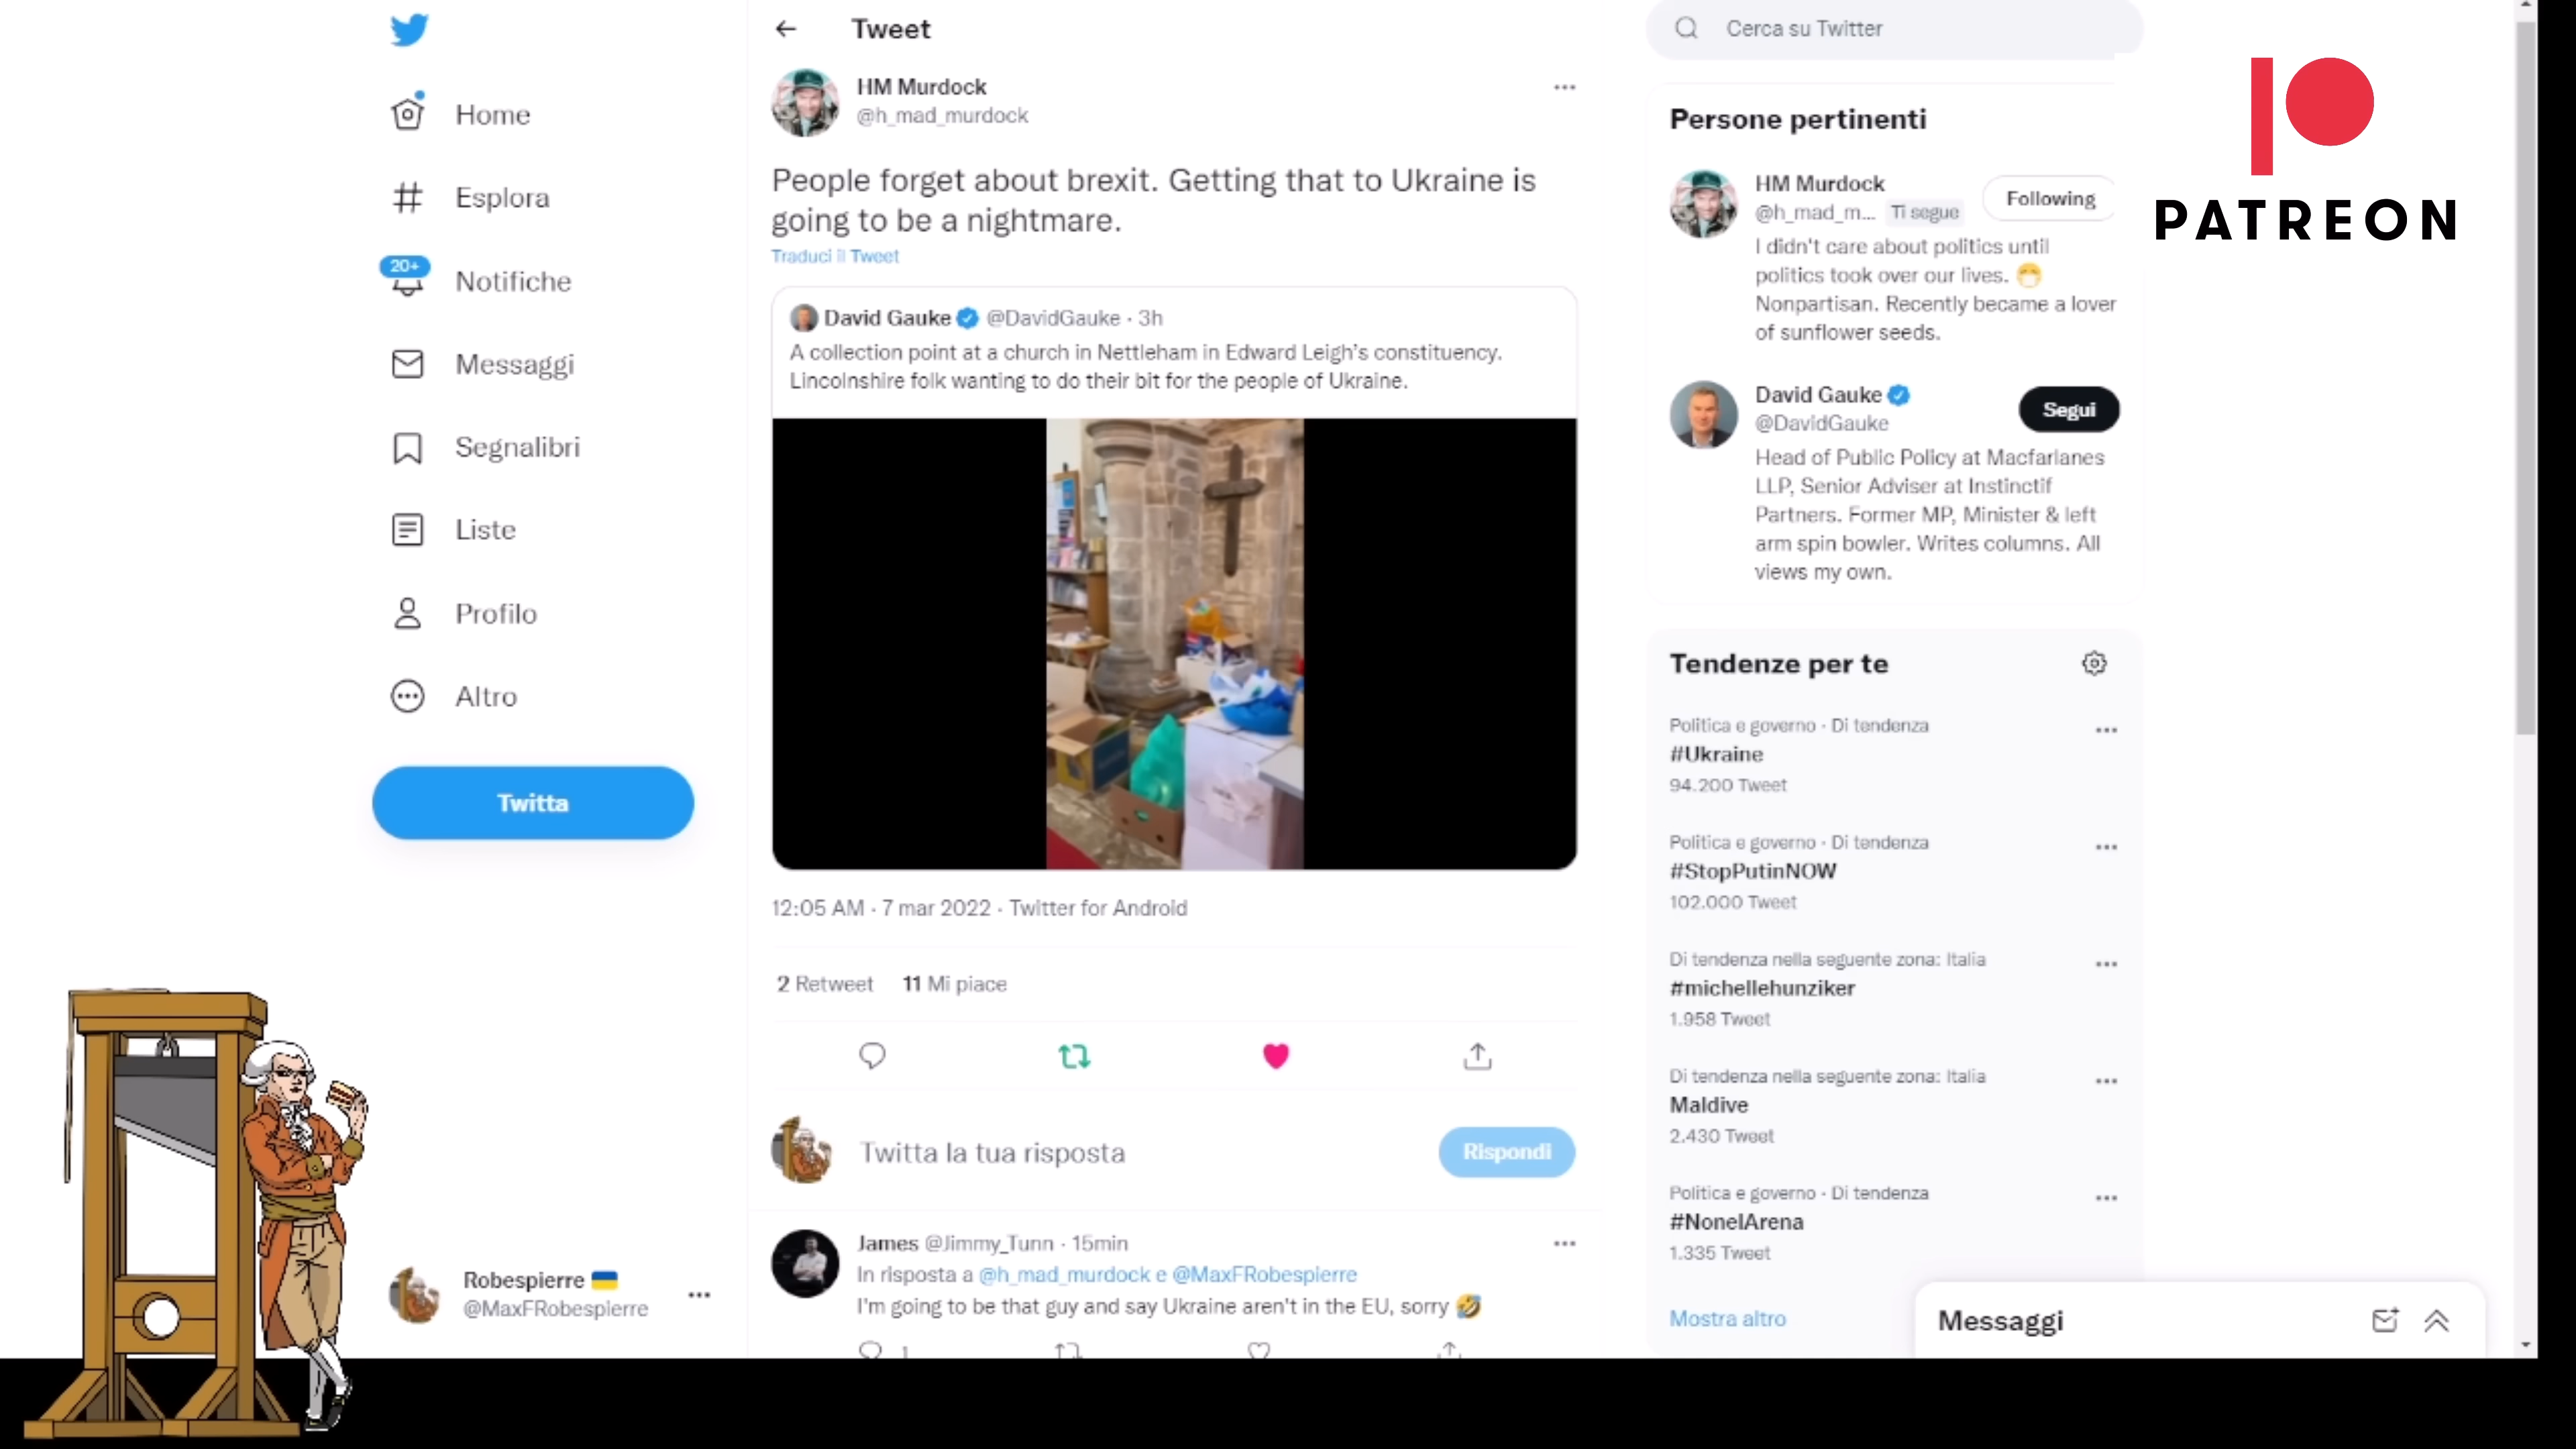 Home
Esplora
20+
Notifiche
Messaggi
Segnalibri
Liste
Profilo
Altro
Twitta
Robespierre
@MaxFRobespierre
Tweet
HM Murdock
@h_mad_murdock
People forget about brexit. Getting that to Ukraine is
going to be a nightmare.
Traduci il Tweet
David Gauke @DavidGauke · 3h
A collection point at a church in Nettleham in Edward Leigh's constituency.
Lincolnshire folk wanting to do their bit for the people of Ukraine.
12:05 AM · 7 mar 2022 · Twitter for Android
2 Retweet 11 Mi piace
Twitta la tua risposta
Rispondi
James @Jimmy_Tunn · 15min
In risposta a @h_mad_murdock e @MaxFRobespierre
I'm going to be that guy and say Ukraine aren't in the EU, sorry 🤣
1
Cerca su Twitter
Persone pertinenti
HM Murdock
@h_mad_m... Ti segue
Following
I didn't care about politics until
politics took over our lives. 😷
Nonpartisan. Recently became a lover
of sunflower seeds.
David Gauke
@DavidGauke
Segui
Head of Public Policy at Macfarlanes
LLP, Senior Adviser at Instinctif
Partners. Former MP, Minister & left
arm spin bowler. Writes columns. All
views my own.
Tendenze per te
Politica e governo · Di tendenza
#Ukraine
94.200 Tweet
Politica e governo · Di tendenza
#StopPutinNOW
102.000 Tweet
Di tendenza nella seguente zona: Italia
#michellehunziker
1.958 Tweet
Di tendenza nella seguente zona: Italia
Maldive
2.430 Tweet
Politica e governo · Di tendenza
#NonelArena
1.335 Tweet
Mostra altro
Messaggi
PATREON